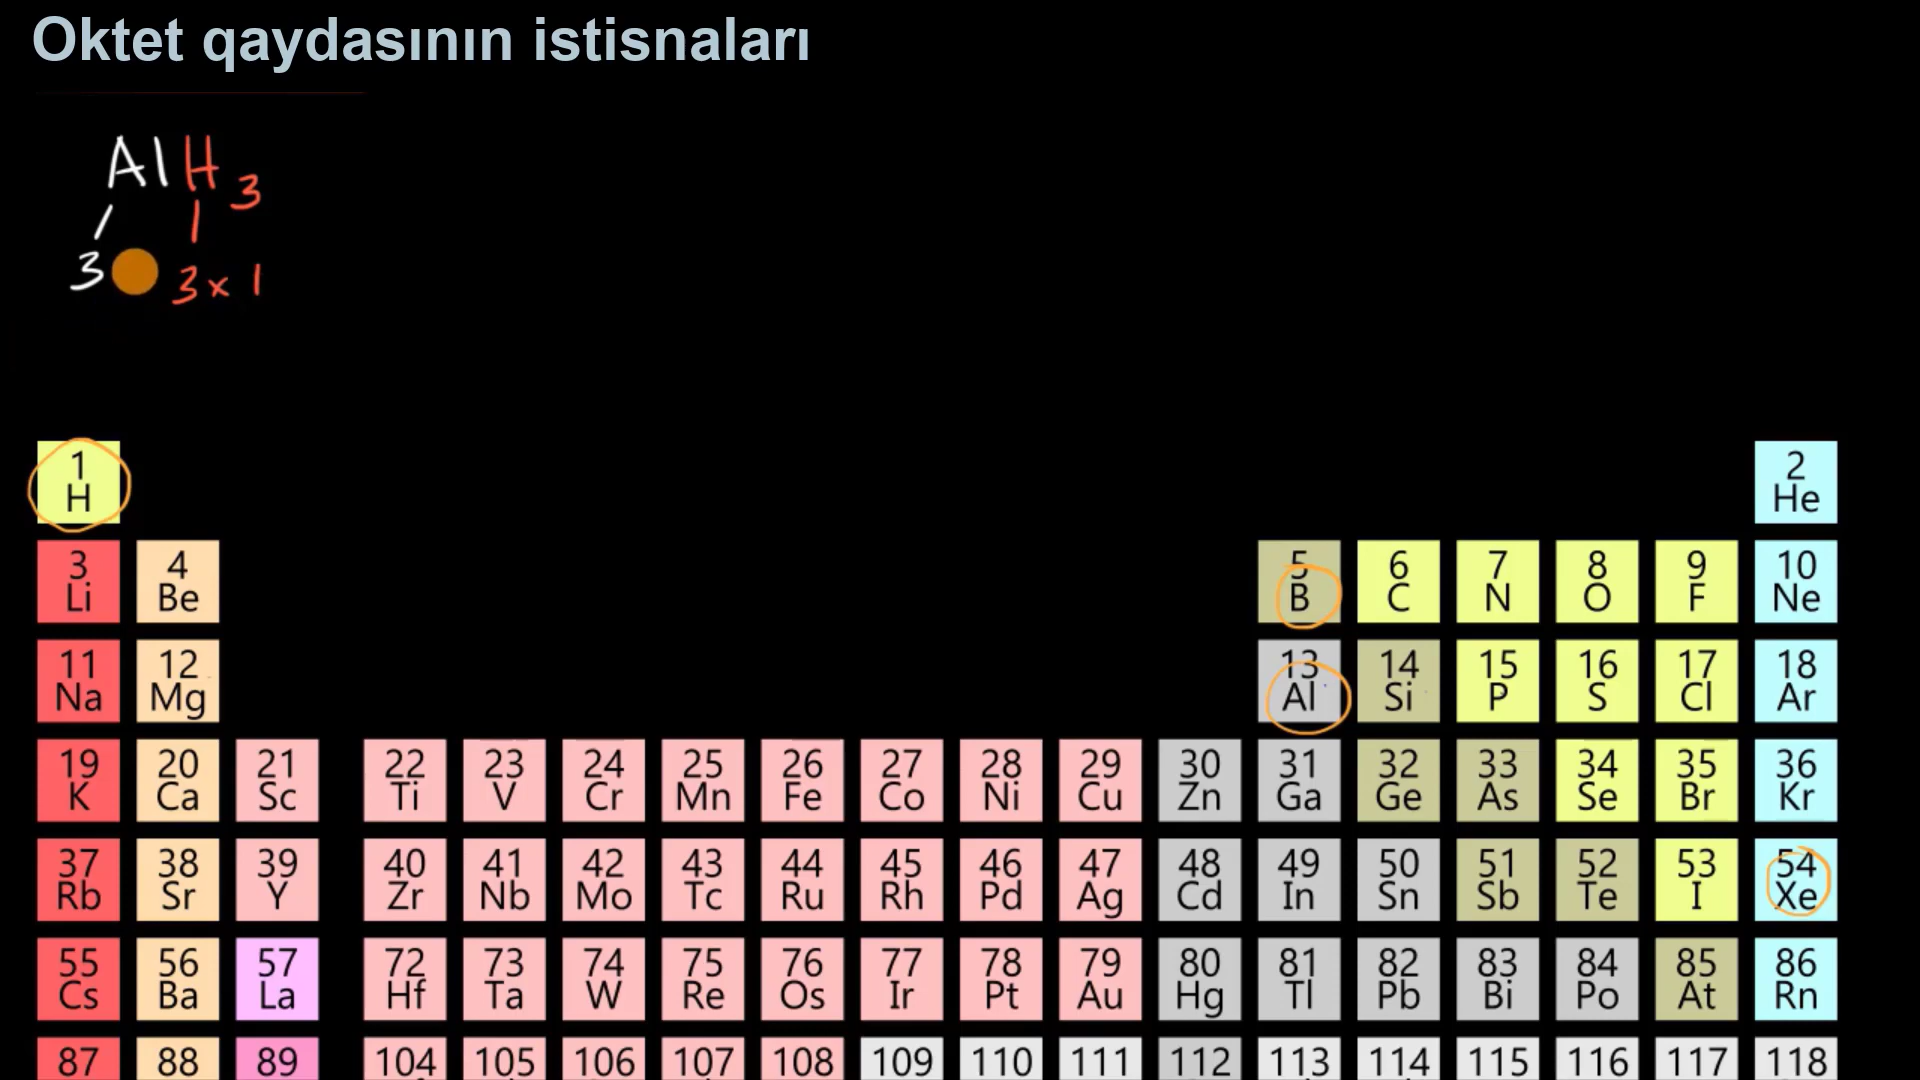 Oktet qaydasının istisnaları
AlH3
3 3x1
1 2
H He
3 4 5 6 7 8 9 10
Li Be B C N O F Ne
11 12 13 14 15 16 17 18
Na Mg Al Si P S Cl Ar
19 20 21 22 23 24 25 26 27 28 29 30 31 32 33 34 35 36
K Ca Sc Ti V Cr Mn Fe Co Ni Cu Zn Ga Ge As Se Br Kr
37 38 39 40 41 42 43 44 45 46 47 48 49 50 51 52 53 54
Rb Sr Y Zr Nb Mo Tc Ru Rh Pd Ag Cd In Sn Sb Te I Xe
55 56 57 72 73 74 75 76 77 78 79 80 81 82 83 84 85 86
Cs Ba La Hf Ta W Re Os Ir Pt Au Hg Tl Pb Bi Po At Rn
87 88 89 104 105 106 107 108 109 110 111 112 113 114 115 116 117 118